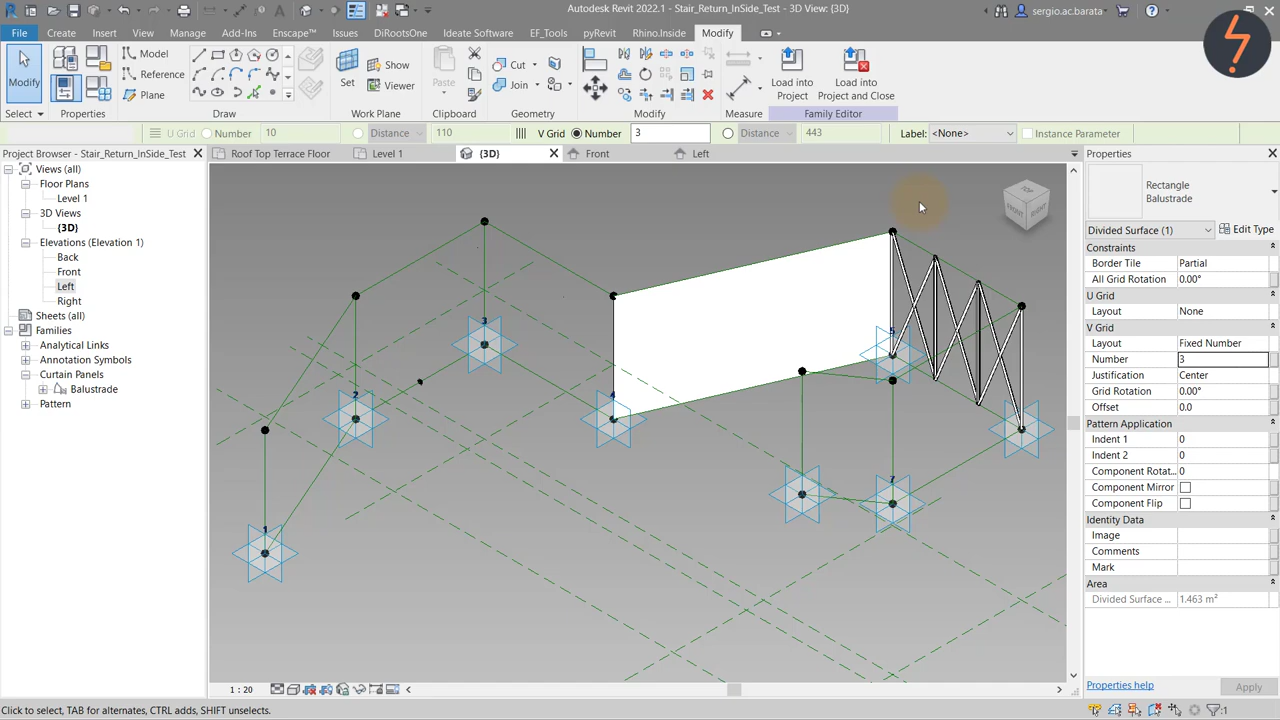 Autodesk Revit 2022.1 - Stair_Return_InSide_Test - 3D View: {3D}
sergio.ac.barata
File Create Insert View Manage Add-Ins Enscape™ Issues DiRootsOne Ideate Software EF_Tools pyRevit Rhino.Inside Modify
Modify
Model
Reference
Plane
Set
Show
Viewer
Paste
Cut
Join
Load into
Project
Load into
Project and Close
Select Properties Draw Clipboard Geometry Modify Measure Family Editor
U Grid Number 10 Distance 110 V Grid Number 3 Distance 443 Label: <None> Instance Parameter
Project Browser - Stair_Return_InSide_Test
Roof Top Terrace Floor Level 1 {3D} Front Left
Views (all)
Floor Plans
Level 1
3D Views
{3D}
Elevations (Elevation 1)
Back
Front
Left
Right
Sheets (all)
Families
Analytical Links
Annotation Symbols
Curtain Panels
Balustrade
Pattern
TOP
FRONT
RIGHT
1
2
3
4
5
7
Properties
Rectangle
Balustrade
Divided Surface (1) Edit Type
Constraints
Border Tile Partial
All Grid Rotation 0.00°
U Grid
Layout None
V Grid
Layout Fixed Number
Number 3
Justification Center
Grid Rotation 0.00°
Offset 0.0
Pattern Application
Indent 1 0
Indent 2 0
Component Rotat... 0
Component Mirror
Component Flip
Identity Data
Image
Comments
Mark
Area
Divided Surface ... 1.463 m²
Properties help Apply
1 : 20
Click to select, TAB for alternates, CTRL adds, SHIFT unselects.
:1